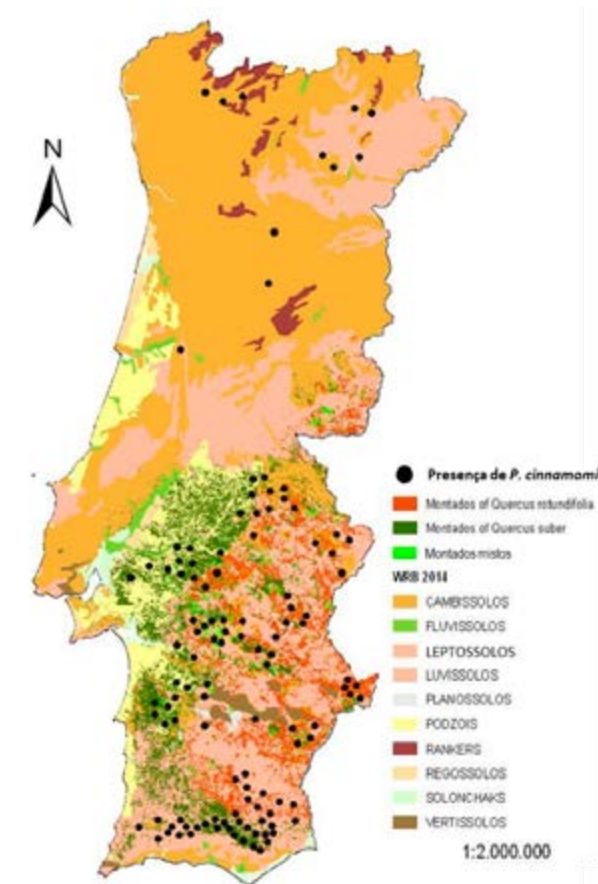 N
Presença de P. cinnamomi
Montados of Quercus rotundifolia
Montados of Quercus suber
Montados mistos
WRB 2014
CAMBISSOLOS
FLUVISSOLOS
LEPTOSSOLOS
LUVISSOLOS
PLANOSSOLOS
PODZOIS
RANKERS
REGOSSOLOS
SOLONCHAKS
VERTISSOLOS
1:2.000.000